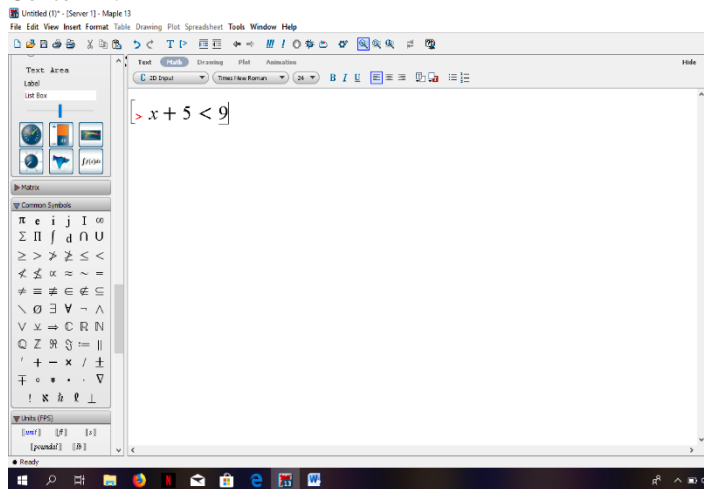 Untitled (1)* - [Server 1] - Maple 13
File Edit View Insert Format Table Drawing Plot Spreadsheet Tools Window Help
Text Math Drawing Plot Animation Hide
C 2D Input Times New Roman 24 B I U
Text Area
Label
List Box
> x + 5 < 9
Matrix
Common Symbols
π e i j I ∞
Σ Π ∫ d ∩ ∪
≥ > ≯ ≱ ≤ <
≮ ≰ ∝ ≈ ~ =
≠ ≡ ≢ ∈ ∉ ⊆
\ ∅ ∃ ∀ ¬ ∧
∨ ⊻ ⇒ ℂ ℝ ℕ
ℚ ℤ ℜ ℑ := ∥
′ + − × / ±
∓ ∘ * · · ∇
! ℵ ℏ ℓ ⊥
Units (FPS)
[unit] [ft] [s]
[poundal] [lb]
Ready